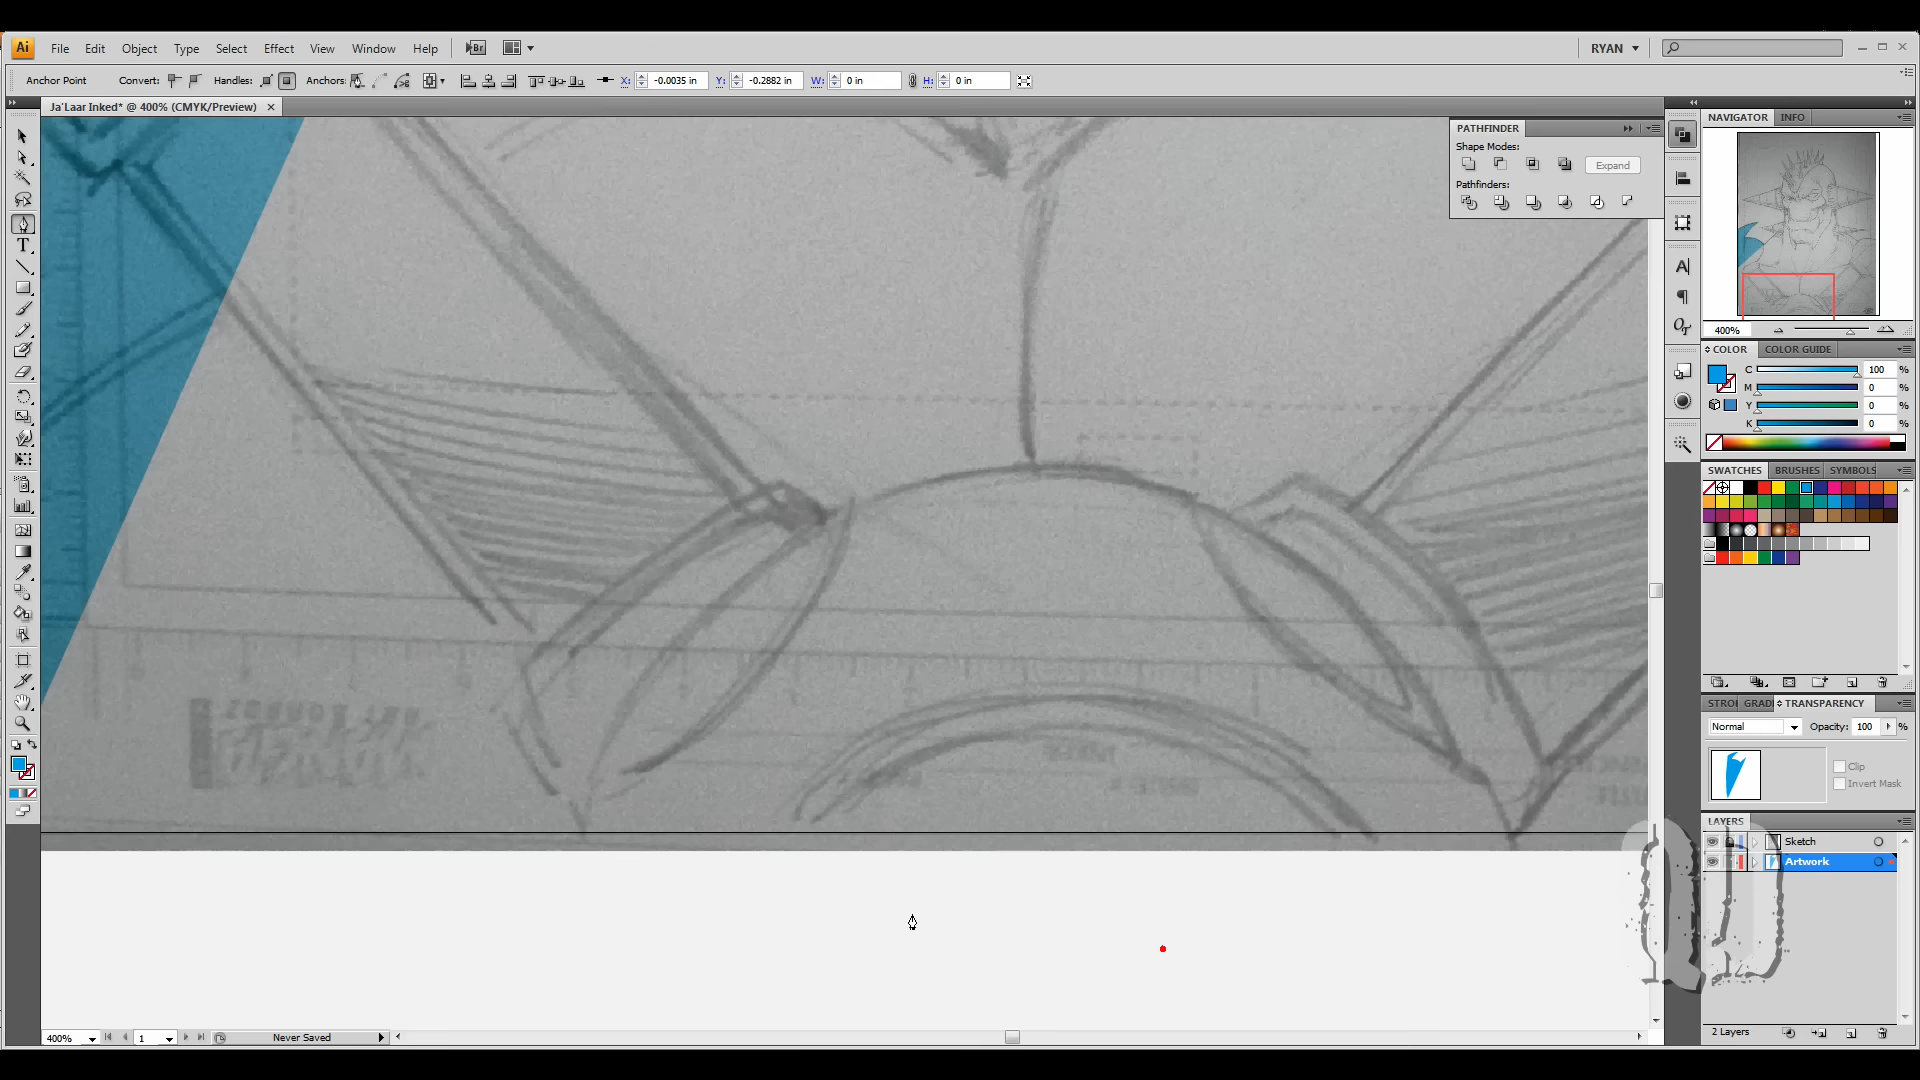 Ai File Edit Object Type Select Effect View Window Help Br RYAN
Anchor Point Convert: Handles: Anchors: X: -0.0035 in Y: -0.2882 in W: 0 in H: 0 in
Ja'Laar Inked* @ 400% (CMYK/Preview)
PATHFINDER
Shape Modes:
Expand
Pathfinders:
NAVIGATOR INFO
400%
COLOR COLOR GUIDE
C 100 %
M 0 %
Y 0 %
K 0 %
SWATCHES BRUSHES SYMBOLS
STRO GRAD TRANSPARENCY
Normal Opacity: 100 %
Clip
Invert Mask
LAYERS
Sketch
Artwork
2 Layers
400% 1 Never Saved